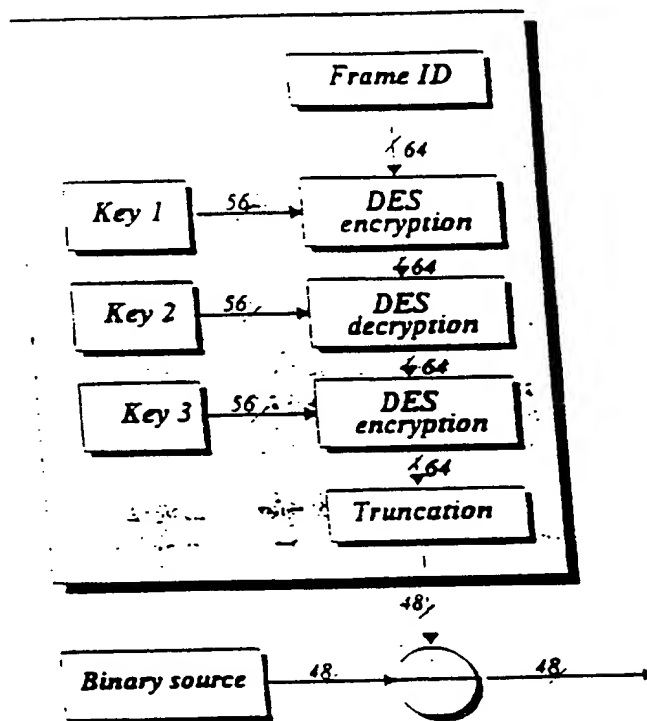 Frame ID
64
Key 1
56
DES
encryption
64
Key 2
56
DES
decryption
64
Key 3
56
DES
encryption
64
Truncation
48
Binary source
48
48